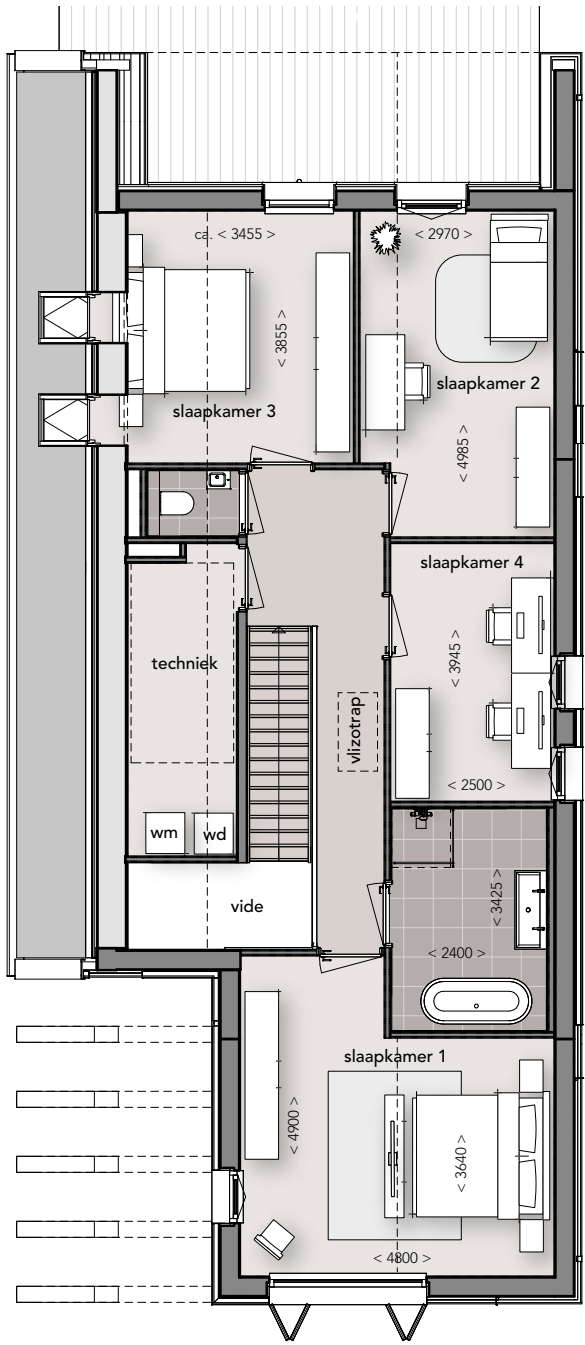 ca. < 3455 >
< 2970 >
< 3855 >
slaapkamer 2
slaapkamer 3
< 4985 >
slaapkamer 4
< 3945 >
techniek
vlizotrap
< 2500 >
wm
wd
< 3425 >
vide
< 2400 >
slaapkamer 1
< 4900 >
< 3640 >
< 4800 >